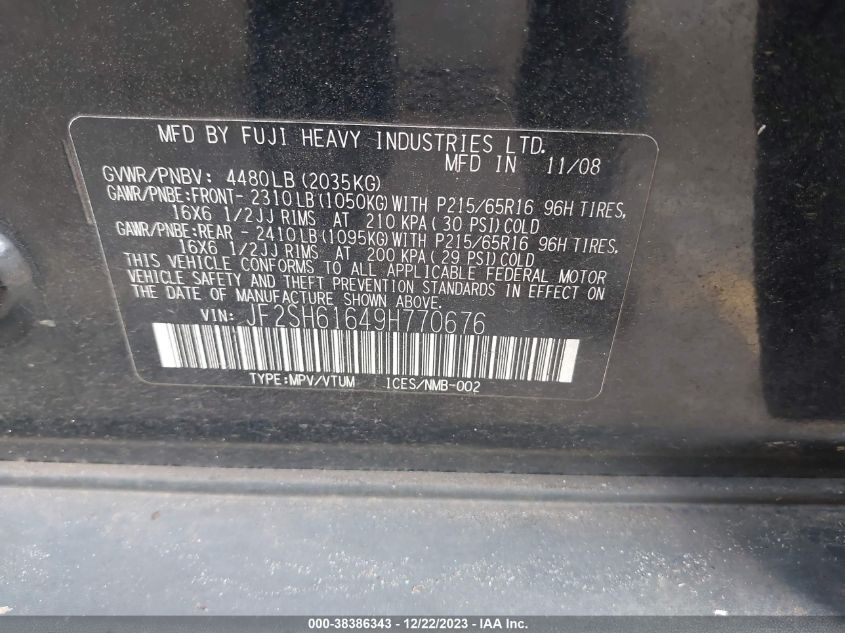 MFD BY FUJI HEAVY INDUSTRIES LTD.
MFD IN 11/08
GVWR/PNBV: 4480LB (2035KG)
GAWR/PNBE:FRONT- 2310LB(1050KG)WITH P215/65R16 96H TIRES,
16X6 1/2JJ RIMS AT 210 KPA(30 PSI)COLD
GAWR/PNBE:REAR - 2410LB(1095KG)WITH P215/65R16 96H TIRES,
16X6 1/2JJ RIMS AT 200 KPA(29 PSI)COLD
THIS VEHICLE CONFORMS TO ALL APPLICABLE FEDERAL MOTOR
VEHICLE SAFETY AND THEFT PREVENTION STANDARDS IN EFFECT ON
THE DATE OF MANUFACTURE SHOWN ABOVE.
VIN: JF2SH61649H770676
TYPE:MPV/VTUM ICES/NMB-002
000-38386343 - 12/22/2023 - IAA Inc.